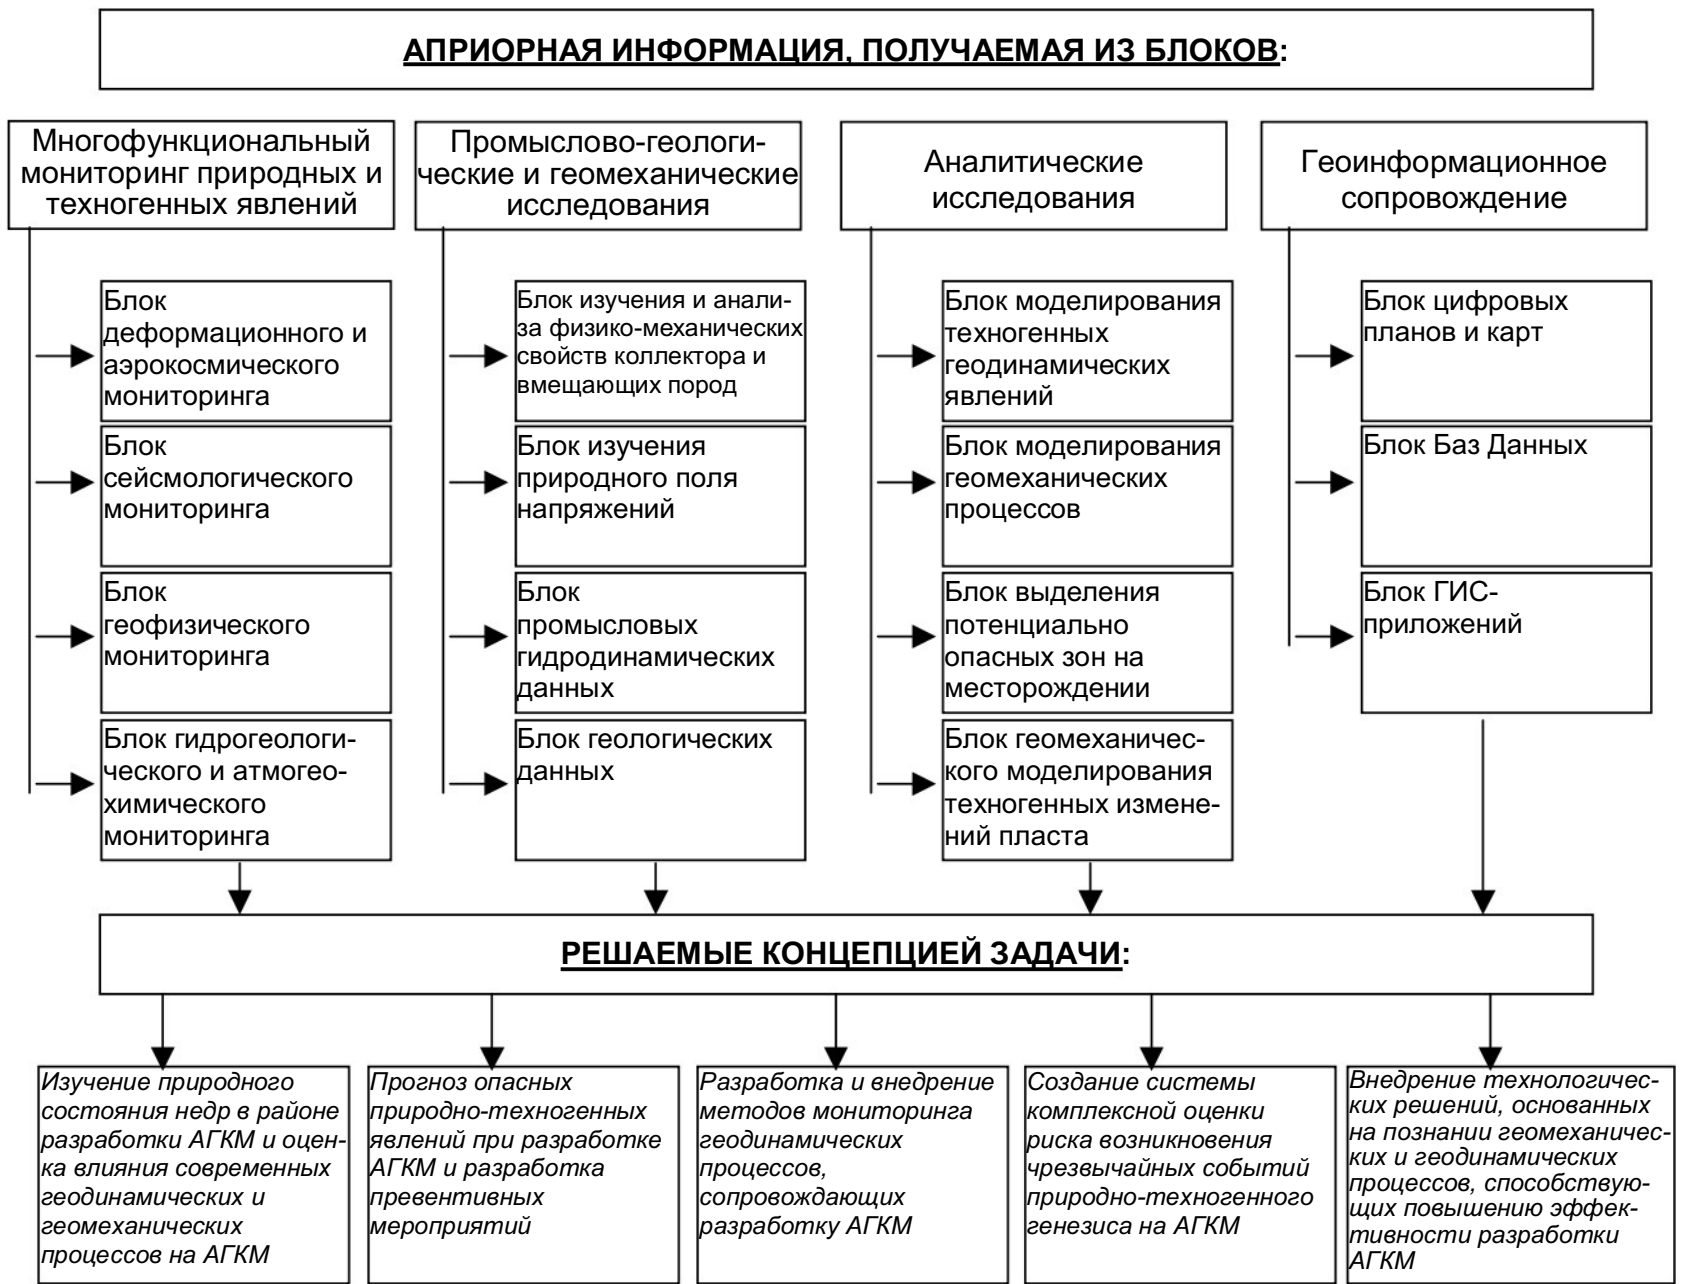 АПРИОРНАЯ ИНФОРМАЦИЯ, ПОЛУЧАЕМАЯ ИЗ БЛОКОВ:
Многофункциональный
мониторинг природных и
техногенных явлений
Блок
деформационного и
аэрокосмического
мониторинга
Блок
сейсмологического
мониторинга
Блок
геофизического
мониторинга
Блок гидрогеологи-
ческого и атмогео-
химического
мониторинга
Промыслово-геологи-
ческие и геомеханические
исследования
Блок изучения и анали-
за физико-механических
свойств коллектора и
вмещающих пород
Блок изучения
природного поля
напряжений
Блок
промысловых
гидродинамических
данных
Блок геологических
данных
Аналитические
исследования
Блок моделирования
техногенных
геодинамических
явлений
Блок моделирования
геомеханических
процессов
Блок выделения
потенциально
опасных зон на
месторождении
Блок геомеханичес-
кого моделирования
техногенных измене-
ний пласта
Геоинформационное
сопровождение
Блок цифровых
планов и карт
Блок Баз Данных
Блок ГИС-
приложений
РЕШАЕМЫЕ КОНЦЕПЦИЕЙ ЗАДАЧИ:
Изучение природного
состояния недр в районе
разработки АГКМ и оцен-
ка влияния современных
геодинамических и
геомеханических
процессов на АГКМ
Прогноз опасных
природно-техногенных
явлений при разработке
АГКМ и разработка
превентивных
мероприятий
Разработка и внедрение
методов мониторинга
геодинамических
процессов,
сопровождающих
разработку АГКМ
Создание системы
комплексной оценки
риска возникновения
чрезвычайных событий
природно-техногенного
генезиса на АГКМ
Внедрение технологичес-
ких решений, основанных
на познании геомеханичес-
ких и геодинамических
процессов, способствую-
щих повышению эффек-
тивности разработки
АГКМ